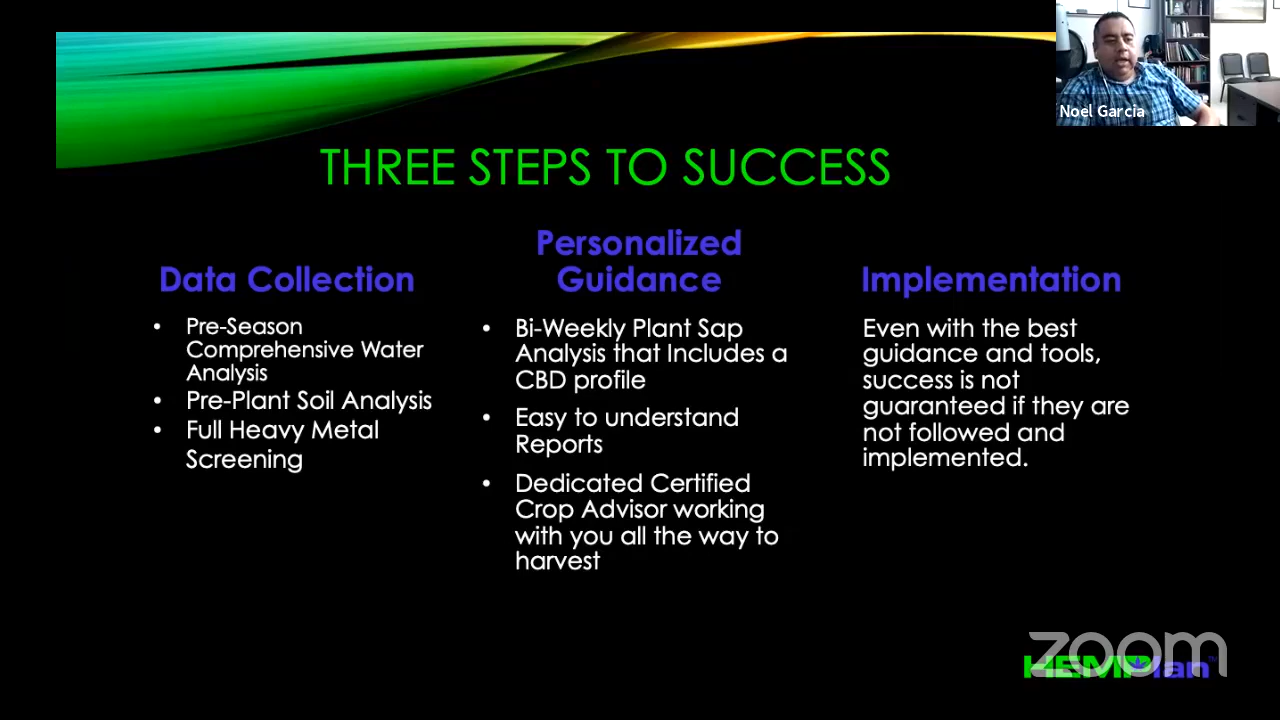 Noel Garcia
THREE STEPS TO SUCCESS
Data Collection
• Pre-Season
Comprehensive Water
Analysis
• Pre-Plant Soil Analysis
• Full Heavy Metal
Screening
Personalized
Guidance
• Bi-Weekly Plant Sap
Analysis that Includes a
CBD profile
• Easy to understand
Reports
• Dedicated Certified
Crop Advisor working
with you all the way to
harvest
Implementation
Even with the best
guidance and tools,
success is not
guaranteed if they are
not followed and
implemented.
zoom
HEMPlan™